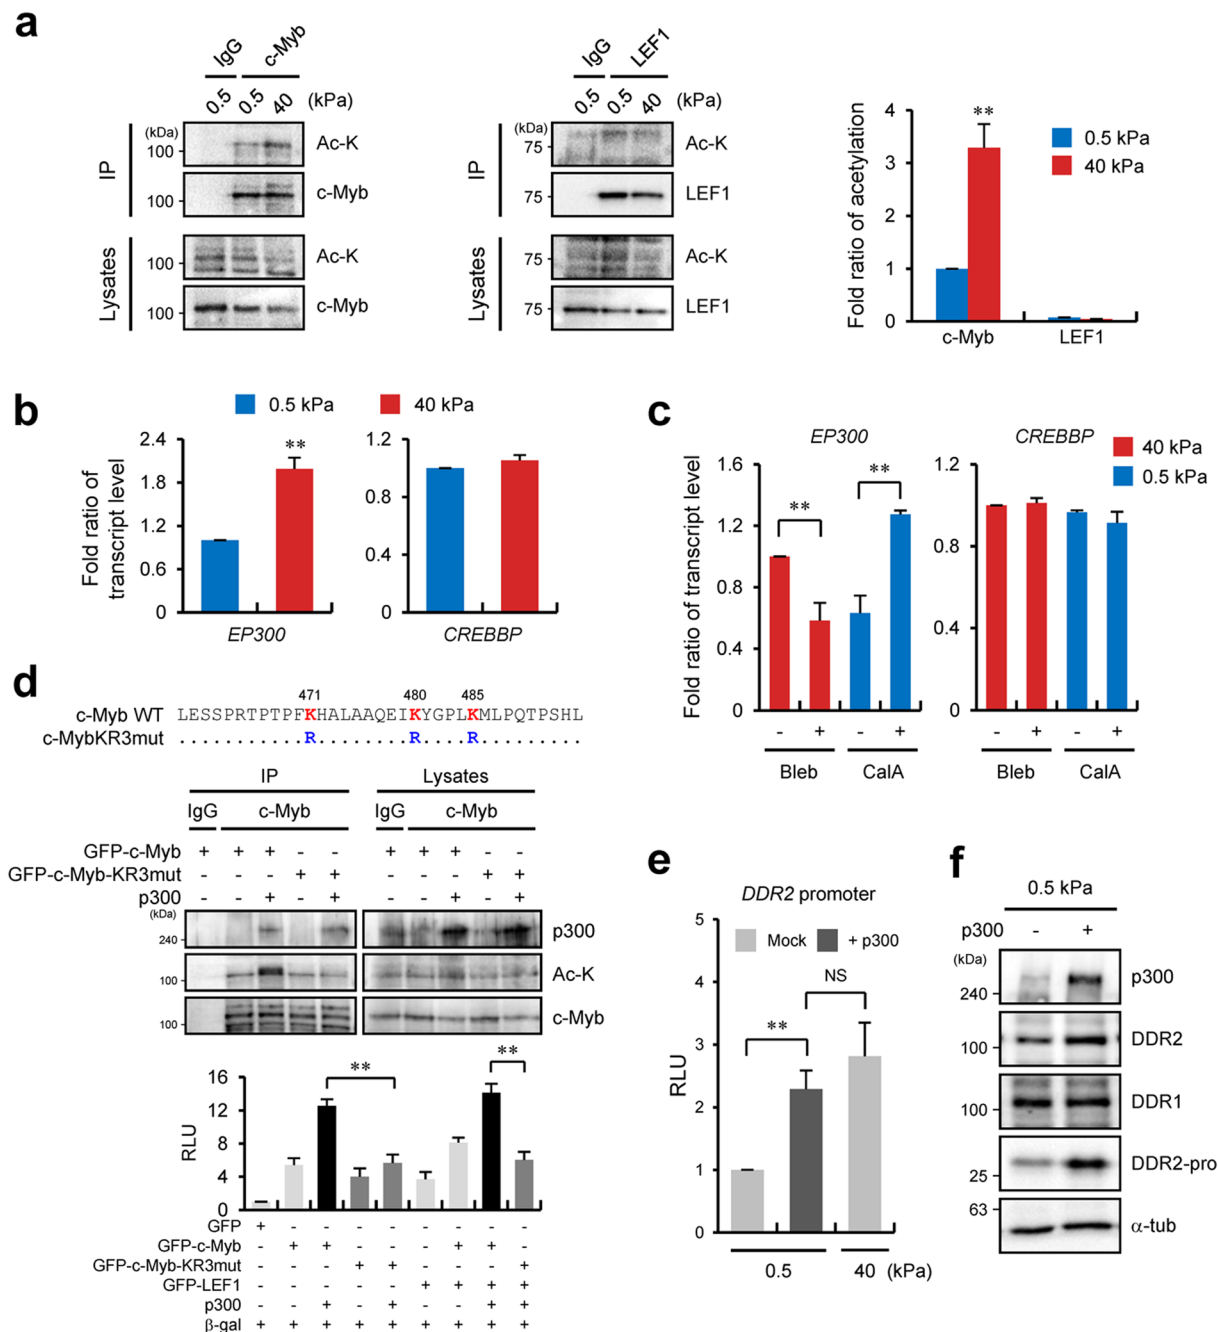 a
IgG c-Myb
0.5 0.5 40 (kPa)
(kDa)
IP
100 Ac-K
100 c-Myb
Lysates
100 Ac-K
100 c-Myb
IgG LEF1
0.5 0.5 40 (kPa)
(kDa)
IP
75 Ac-K
75 LEF1
Lysates
75 Ac-K
75 LEF1
Fold ratio of acetylation
4
3
2
1
0
**
0.5 kPa
40 kPa
c-Myb LEF1
b
0.5 kPa 40 kPa
Fold ratio of
transcript level
2.4
1.8
1.2
0.6
0
**
EP300
1.2
0.8
0.4
0
CREBBP
c
EP300 CREBBP
40 kPa
0.5 kPa
Fold ratio of transcript level
1.6
1.2
0.8
0.4
0
** **
- + - +
Bleb CalA
1.2
0.8
0.4
0
- + - +
Bleb CalA
d
471 480 485
c-Myb WT LESSPRTPTPFKHALAAQEIKYGPLKMLPQTPSHL
c-MybKR3mut ...........R........R....R.........
IP Lysates
IgG c-Myb IgG c-Myb
GFP-c-Myb + + + - - + + + - -
GFP-c-Myb-KR3mut - - - + + - - - + +
p300 - - + - + - - + - +
(kDa)
240 p300
100 Ac-K
100 c-Myb
RLU
16
12
8
4
0
** **
GFP + - - - - - - - -
GFP-c-Myb - + + - - - + + -
GFP-c-Myb-KR3mut - - - + + - - - +
GFP-LEF1 - - - - - + + + +
p300 - - + - + - - + +
β-gal + + + + + + + + +
e
DDR2 promoter
Mock + p300
RLU
5
4
3
2
1
0
** NS
0.5 40 (kPa)
f
0.5 kPa
p300 - +
(kDa)
240 p300
100 DDR2
100 DDR1
25 DDR2-pro
63 α-tub